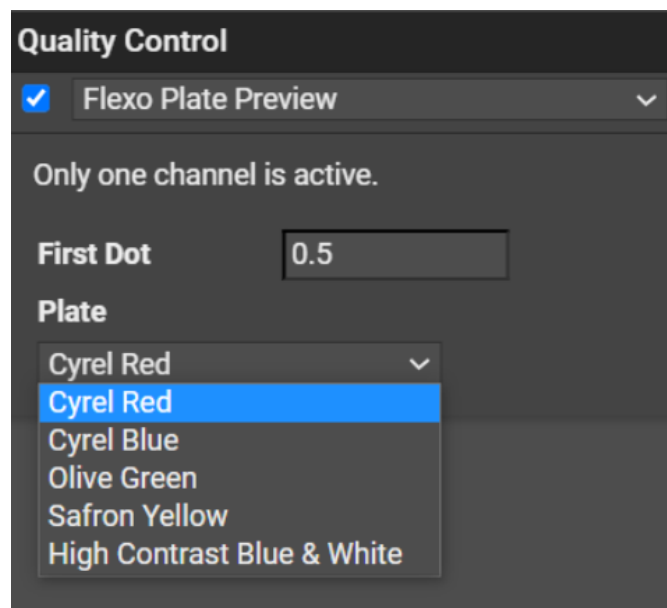 Quality Control
Flexo Plate Preview
Only one channel is active.
First Dot 0.5
Plate
Cyrel Red
Cyrel Red
Cyrel Blue
Olive Green
Safron Yellow
High Contrast Blue & White